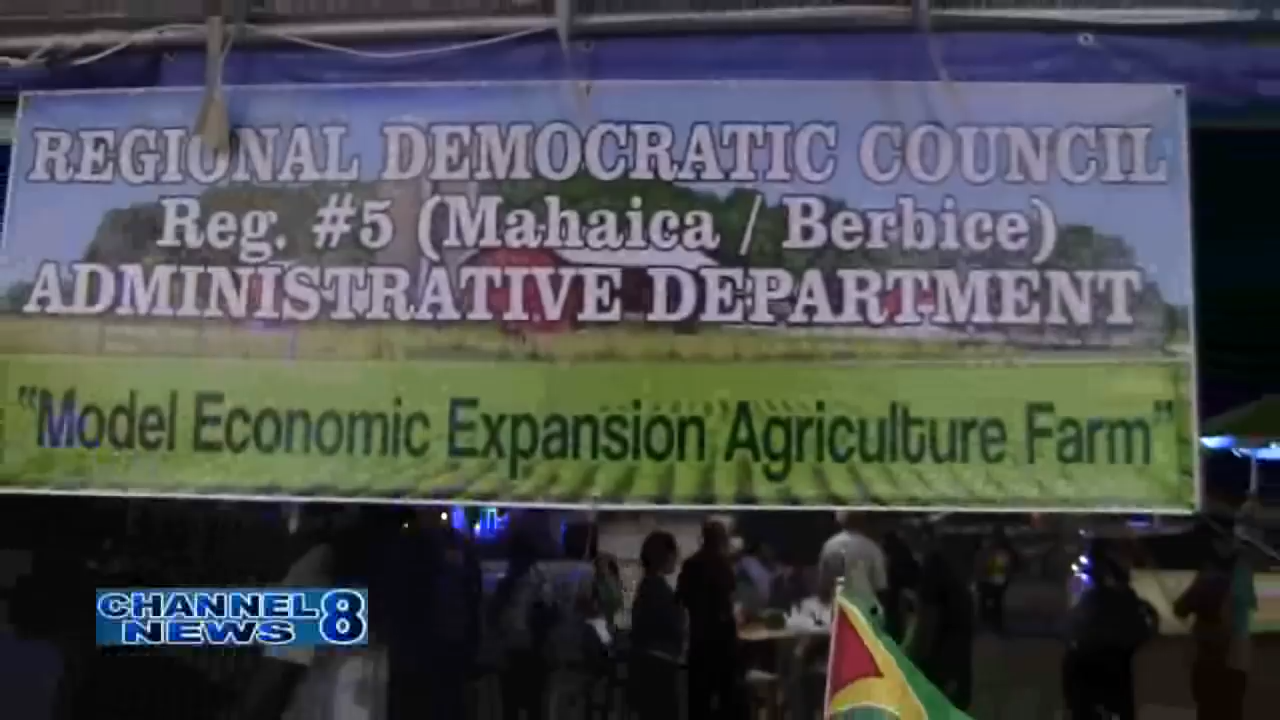 REGIONAL DEMOCRATIC COUNCIL
Reg. #5 (Mahaica / Berbice)
ADMINISTRATIVE DEPARTMENT
"Model Economic Expansion Agriculture Farm"
CHANNEL 8
NEWS